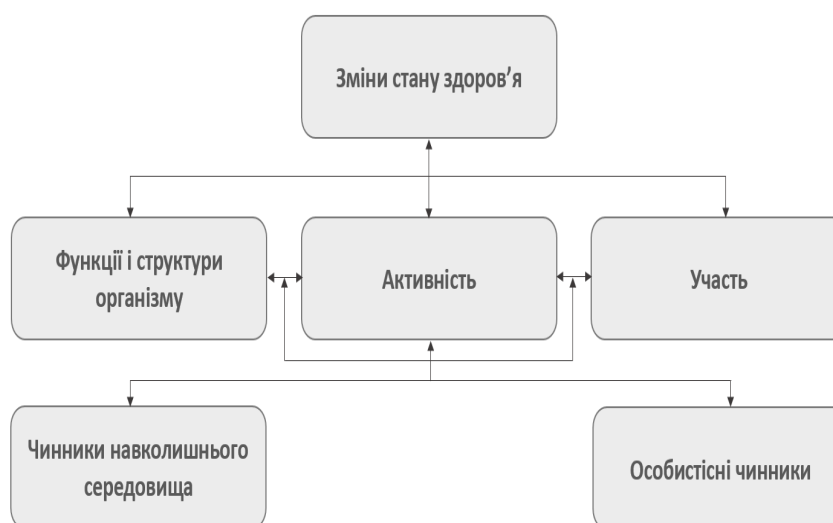 Зміни стану здоров’я
Функції і структури
організму
Активність
Участь
Чинники навколишнього
середовища
Особистісні чинники